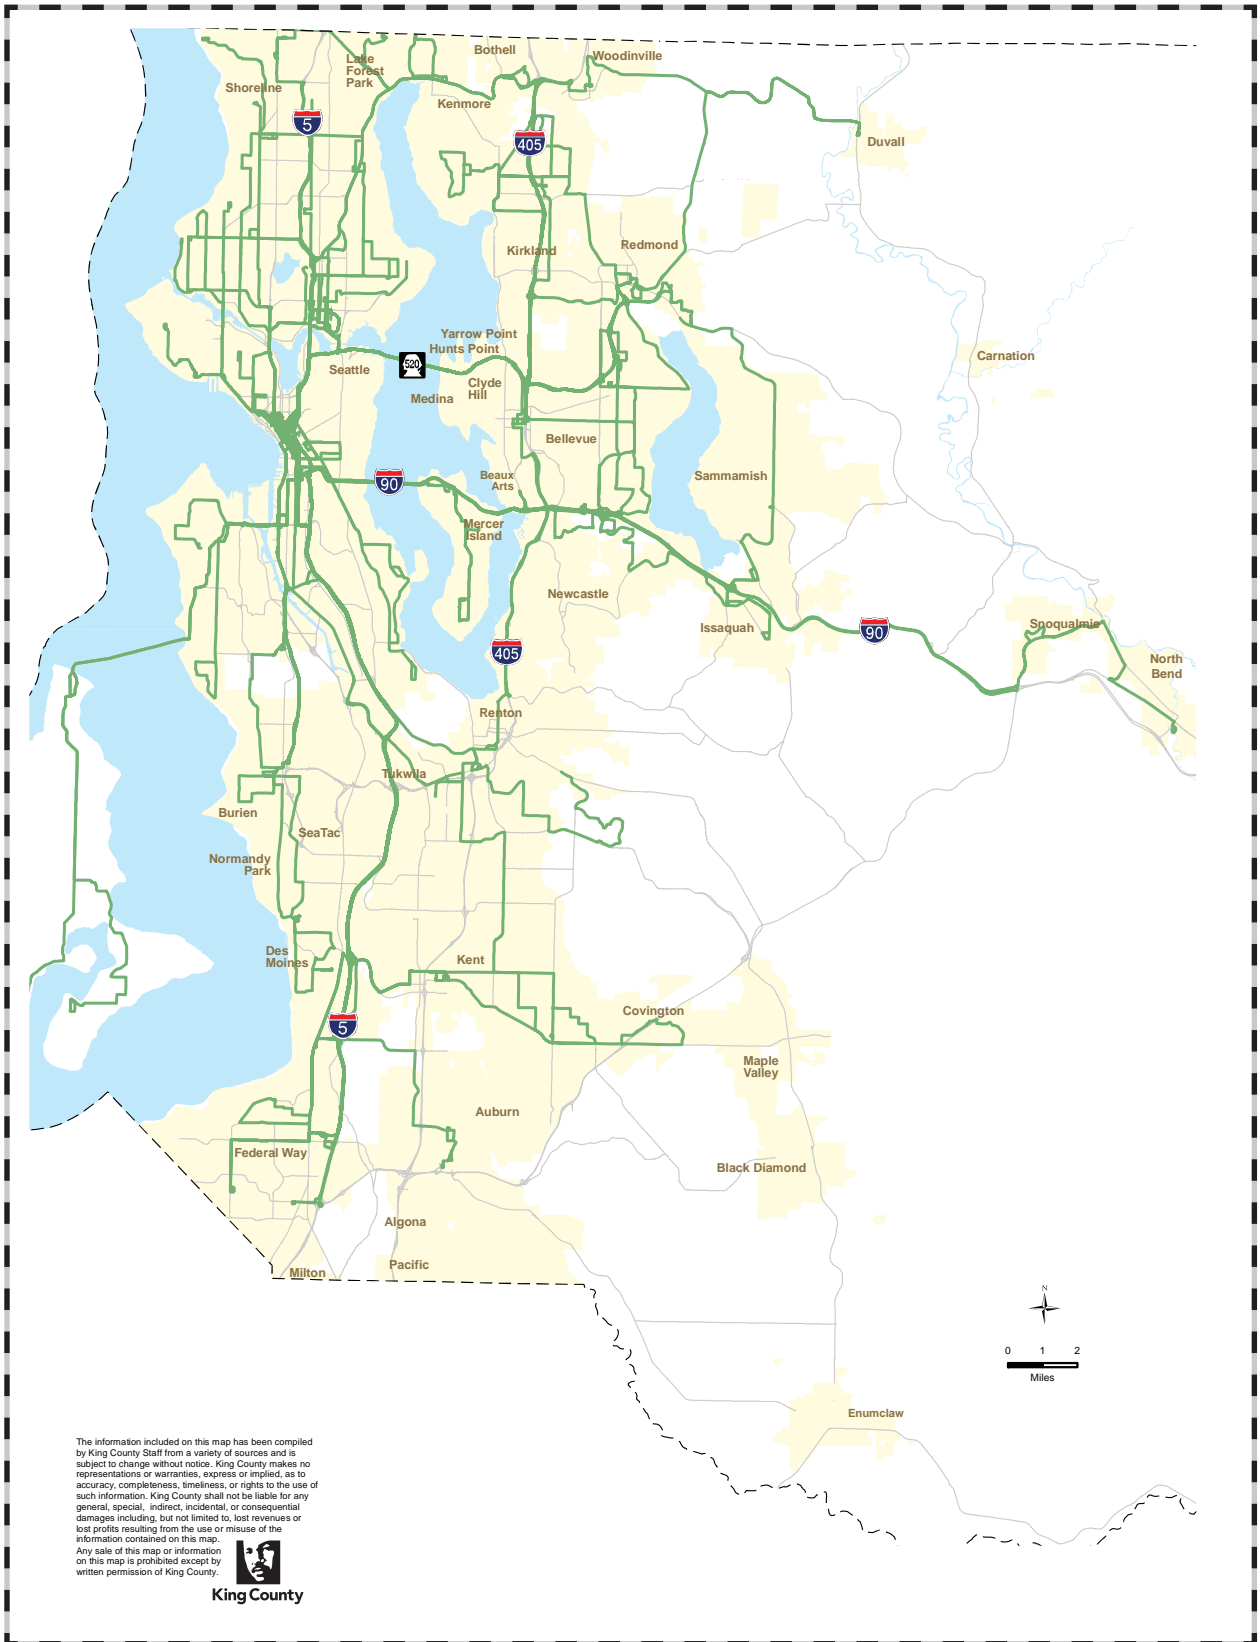 Bothell
Woodinville
Lake
Forest
Park
Shoreline
Kenmore
5
405
Duvall
Kirkland
Redmond
Yarrow Point
Hunts Point
Carnation
520
Seattle
Clyde
Hill
Medina
Bellevue
Beaux
Arts
Sammamish
90
Mercer
Island
Newcastle
Issaquah
90
Snoqualmie
405
North
Bend
Renton
Tukwila
Burien
SeaTac
Normandy
Park
Des
Moines
Kent
Covington
5
Maple
Valley
Auburn
Federal Way
Black Diamond
Algona
Pacific
Milton
N
0 1 2
Miles
Enumclaw
The information included on this map has been compiled
by King County Staff from a variety of sources and is
subject to change without notice. King County makes no
representations or warranties, express or implied, as to
accuracy, completeness, timeliness, or rights to the use of
such information. King County shall not be liable for any
general, special, indirect, incidental, or consequential
damages including, but not limited to, lost revenues or
lost profits resulting from the use or misuse of the
information contained on this map.
Any sale of this map or information
on this map is prohibited except by
written permission of King County.
King County